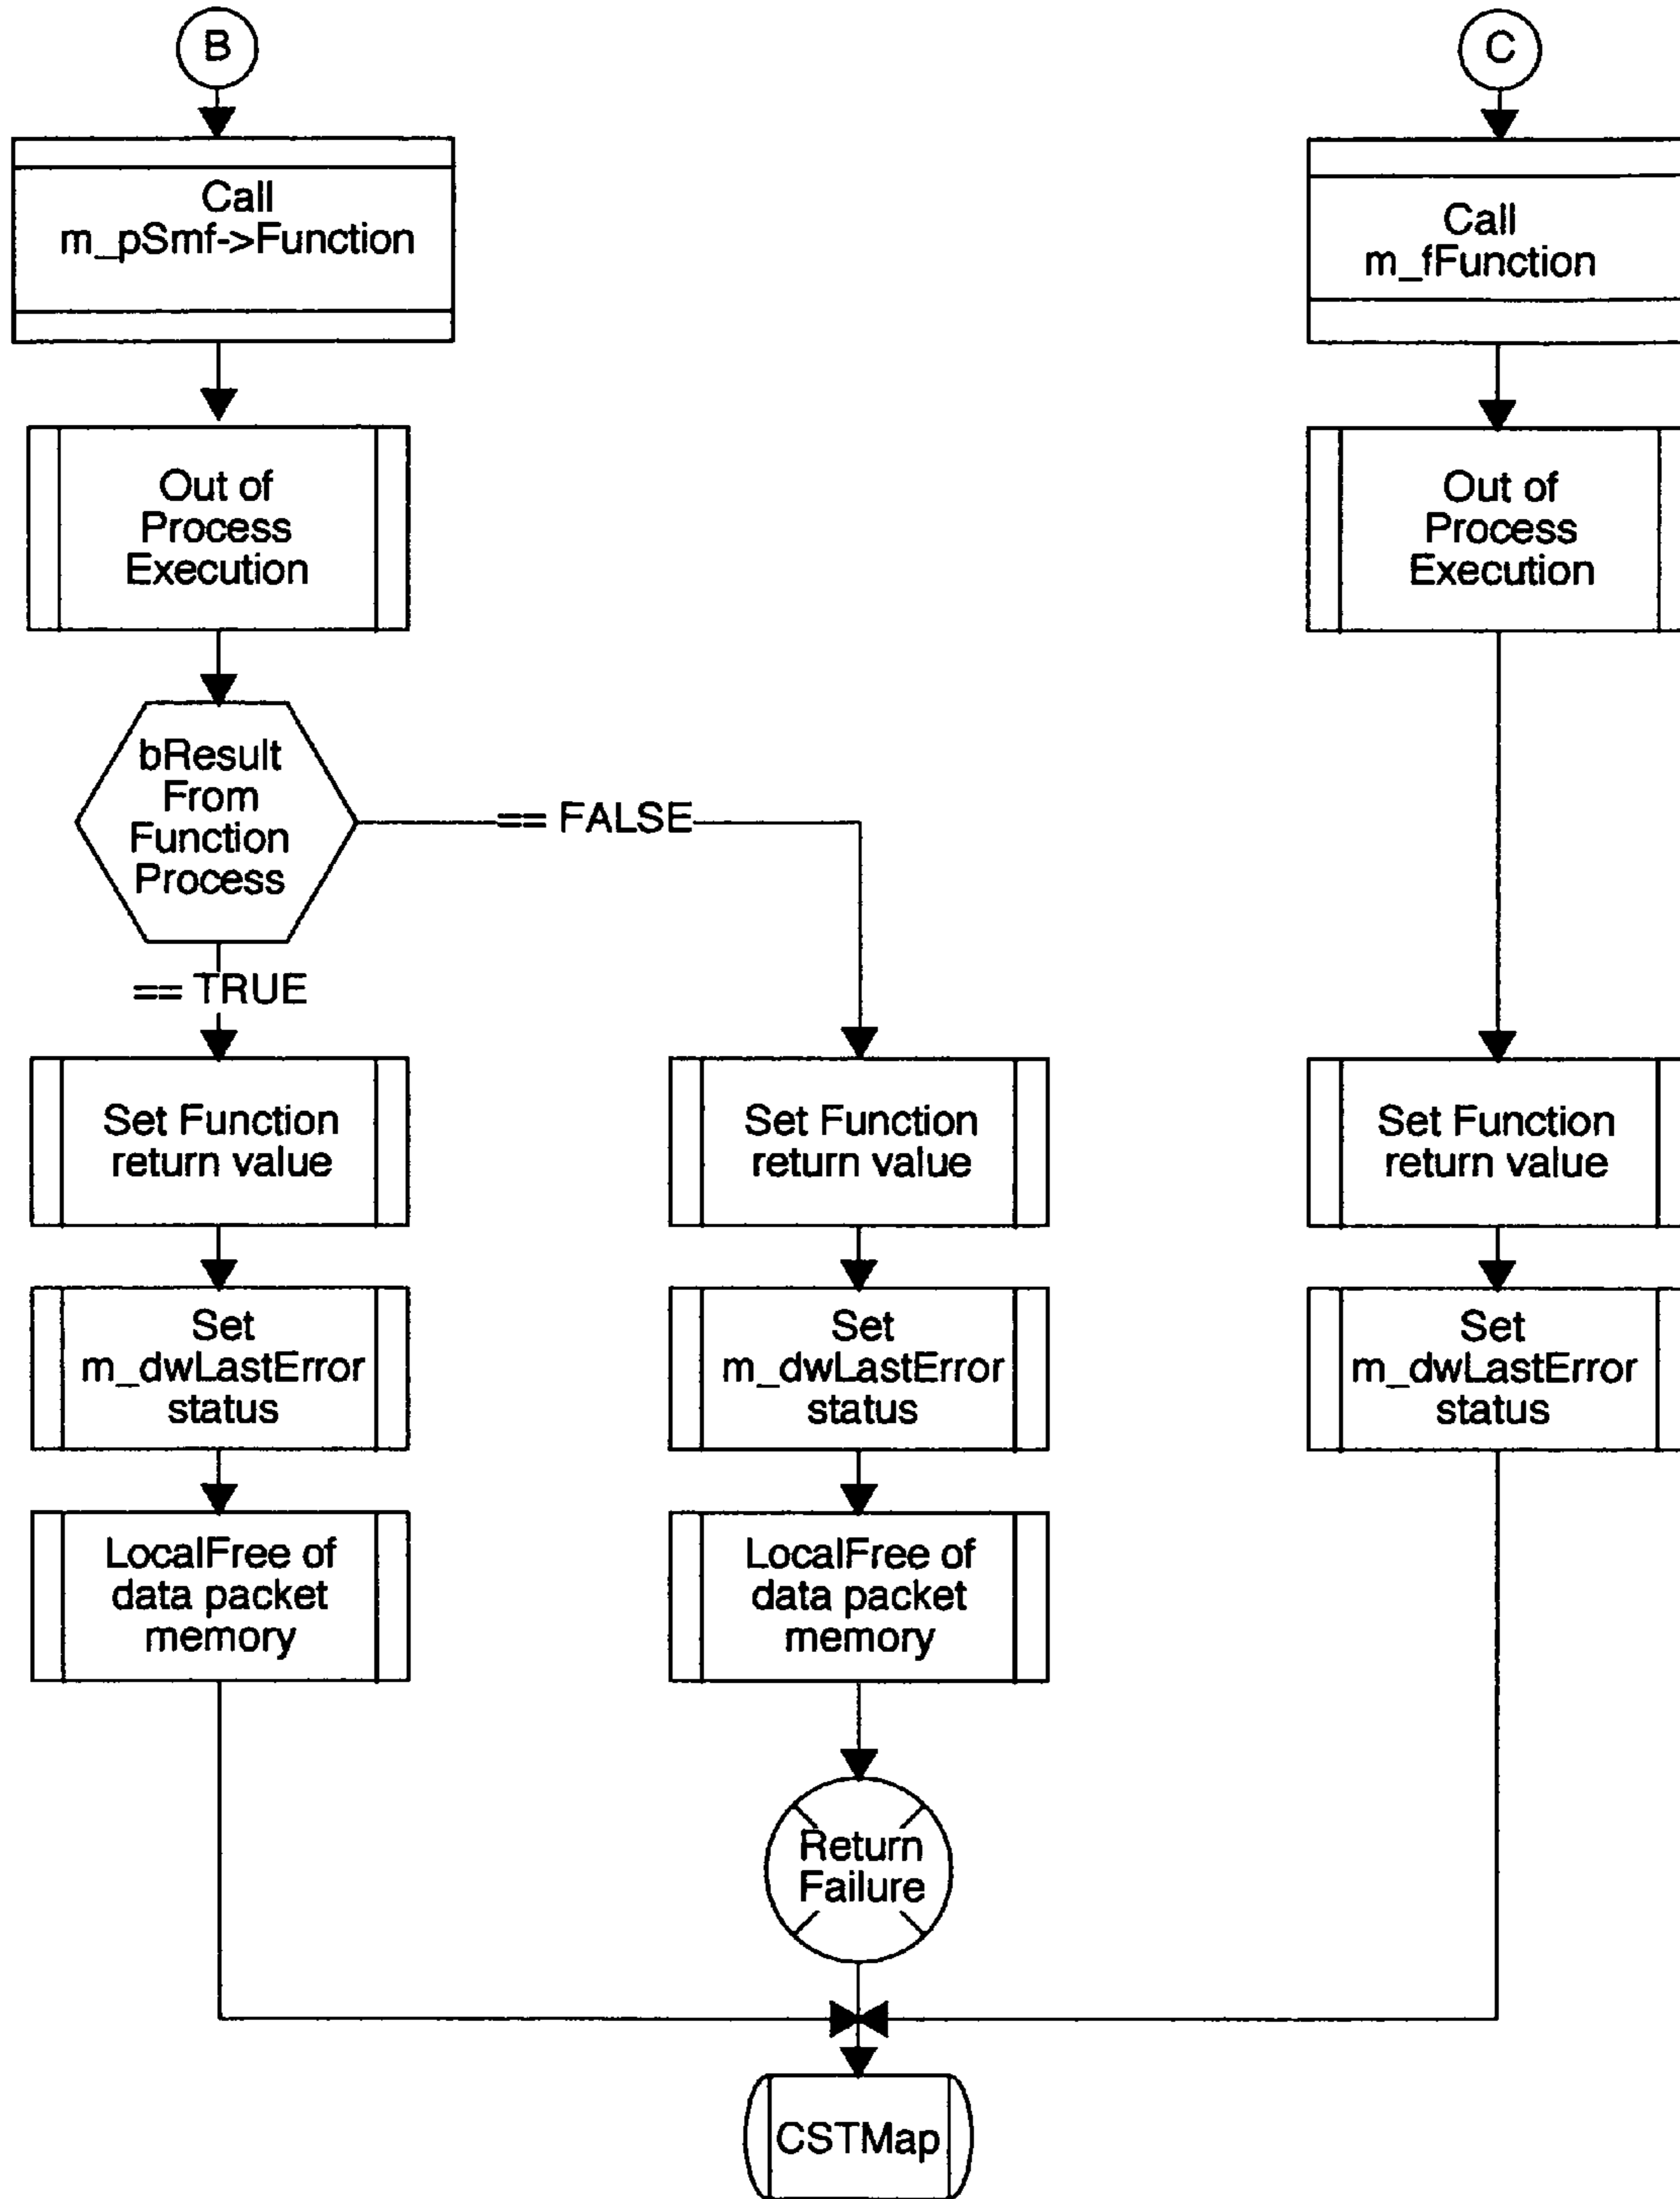 B
C
Call
m_pSmf->Function
Call
m_fFunction
Out of
Process
Execution
Out of
Process
Execution
bResult
From
Function
Process
== FALSE
== TRUE
Set Function
return value
Set Function
return value
Set Function
return value
Set
m_dwLastError
status
Set
m_dwLastError
status
Set
m_dwLastError
status
LocalFree of
data packet
memory
LocalFree of
data packet
memory
Return
Failure
CSTMap